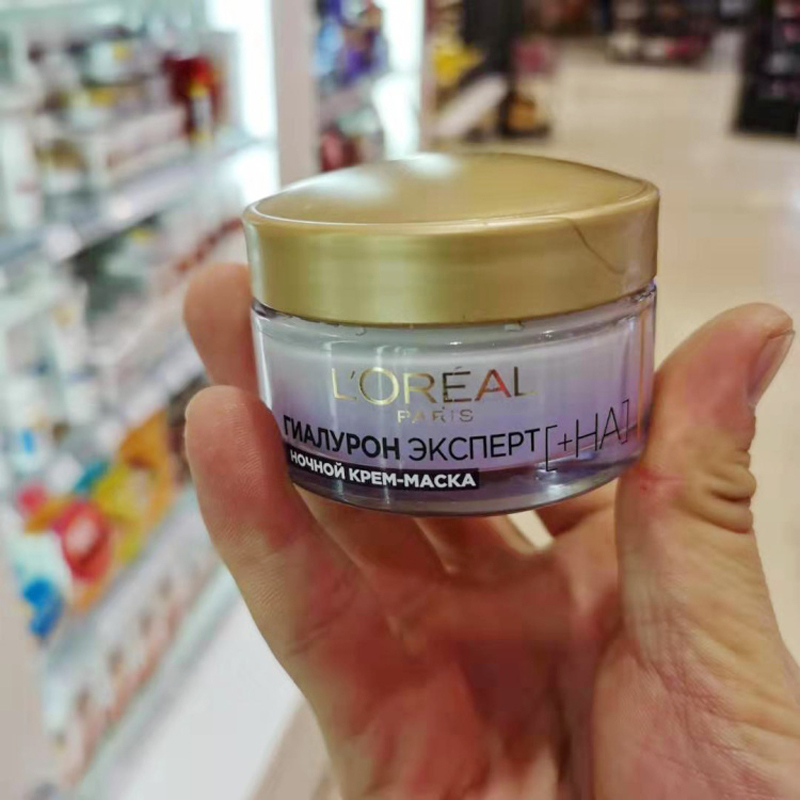 L'ORÉAL
PARIS
ГИАЛУРОН ЭКСПЕРТ [+HA]
НОЧНОЙ КРЕМ-МАСКА